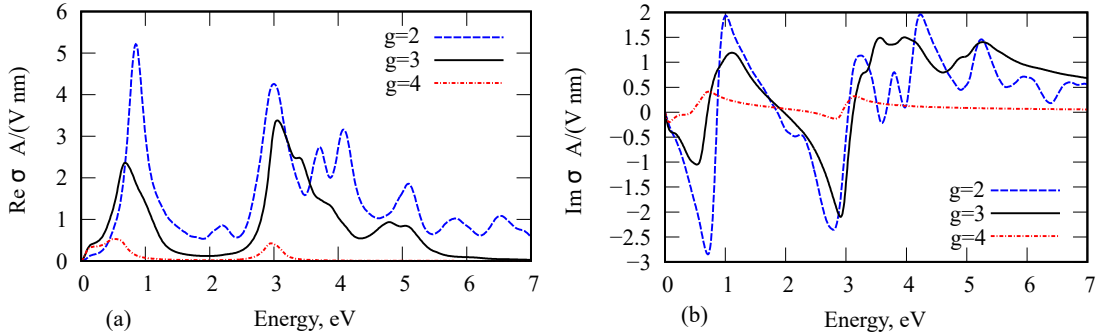 6
5
4
3
2
1
0
0 1 2 3 4 5 6 7
Re σ A/(V nm)
g=2
g=3
g=4
(a)
Energy, eV
2
1.5
1
0.5
0
−0.5
−1
−1.5
−2
−2.5
−3
0 1 2 3 4 5 6 7
Im σ A/(V nm)
g=2
g=3
g=4
(b)
Energy, eV